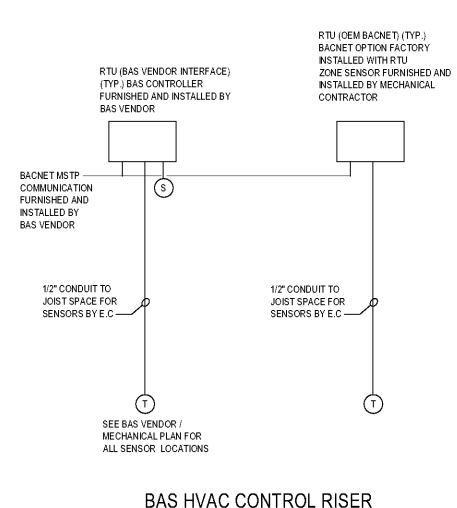 RTU (OEM BACNET) (TYP.)
BACNET OPTION FACTORY
INSTALLED WITH RTU
ZONE SENSOR FURNISHED AND
INSTALLED BY MECHANICAL
CONTRACTOR
RTU (BAS VENDOR INTERFACE)
(TYP.) BAS CONTROLLER
FURNISHED AND INSTALLED BY
BAS VENDOR
BACNET MSTP
COMMUNICATION
FURNISHED AND
INSTALLED BY
BAS VENDOR
S
1/2" CONDUIT TO
JOIST SPACE FOR
SENSORS BY E.C
1/2" CONDUIT TO
JOIST SPACE FOR
SENSORS BY E.C
T
T
SEE BAS VENDOR /
MECHANICAL PLAN FOR
ALL SENSOR LOCATIONS
BAS HVAC CONTROL RISER